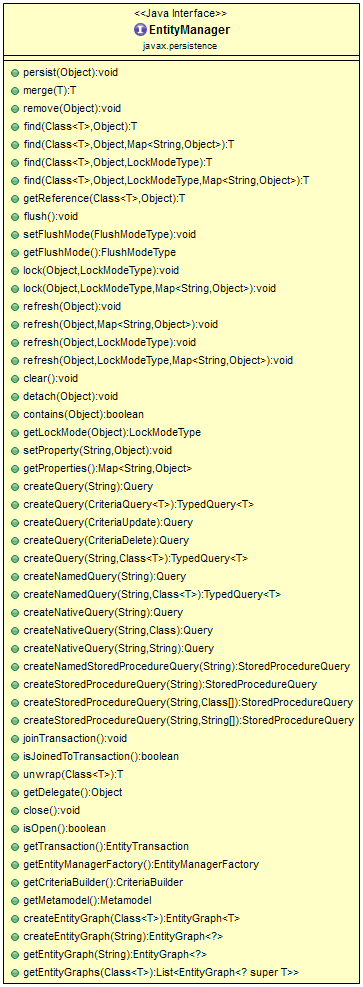 <<Java Interface>>
EntityManager
javax.persistence
persist(Object):void
merge(T):T
remove(Object):void
find(Class<T>,Object):T
find(Class<T>,Object,Map<String,Object>):T
find(Class<T>,Object,LockModeType):T
find(Class<T>,Object,LockModeType,Map<String,Object>):T
getReference(Class<T>,Object):T
flush():void
setFlushMode(FlushModeType):void
getFlushMode():FlushModeType
lock(Object,LockModeType):void
lock(Object,LockModeType,Map<String,Object>):void
refresh(Object):void
refresh(Object,Map<String,Object>):void
refresh(Object,LockModeType):void
refresh(Object,LockModeType,Map<String,Object>):void
clear():void
detach(Object):void
contains(Object):boolean
getLockMode(Object):LockModeType
setProperty(String,Object):void
getProperties():Map<String,Object>
createQuery(String):Query
createQuery(CriteriaQuery<T>):TypedQuery<T>
createQuery(CriteriaUpdate):Query
createQuery(CriteriaDelete):Query
createQuery(String,Class<T>):TypedQuery<T>
createNamedQuery(String):Query
createNamedQuery(String,Class<T>):TypedQuery<T>
createNativeQuery(String):Query
createNativeQuery(String,Class):Query
createNativeQuery(String,String):Query
createNamedStoredProcedureQuery(String):StoredProcedureQuery
createStoredProcedureQuery(String):StoredProcedureQuery
createStoredProcedureQuery(String,Class[]):StoredProcedureQuery
createStoredProcedureQuery(String,String[]):StoredProcedureQuery
joinTransaction():void
isJoinedToTransaction():boolean
unwrap(Class<T>):T
getDelegate():Object
close():void
isOpen():boolean
getTransaction():EntityTransaction
getEntityManagerFactory():EntityManagerFactory
getCriteriaBuilder():CriteriaBuilder
getMetamodel():Metamodel
createEntityGraph(Class<T>):EntityGraph<T>
createEntityGraph(String):EntityGraph<?>
getEntityGraph(String):EntityGraph<?>
getEntityGraphs(Class<T>):List<EntityGraph<? super T>>